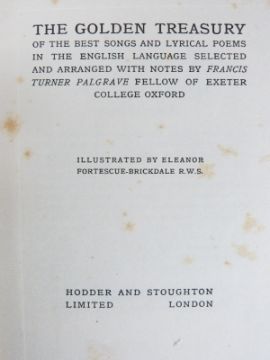 THE GOLDEN TREASURY
OF THE BEST SONGS AND LYRICAL POEMS
IN THE ENGLISH LANGUAGE SELECTED
AND ARRANGED WITH NOTES BY FRANCIS
TURNER PALGRAVE FELLOW OF EXETER
COLLEGE OXFORD
ILLUSTRATED BY ELEANOR
FORTESCUE-BRICKDALE R.W.S.
HODDER AND STOUGHTON
LIMITED LONDON